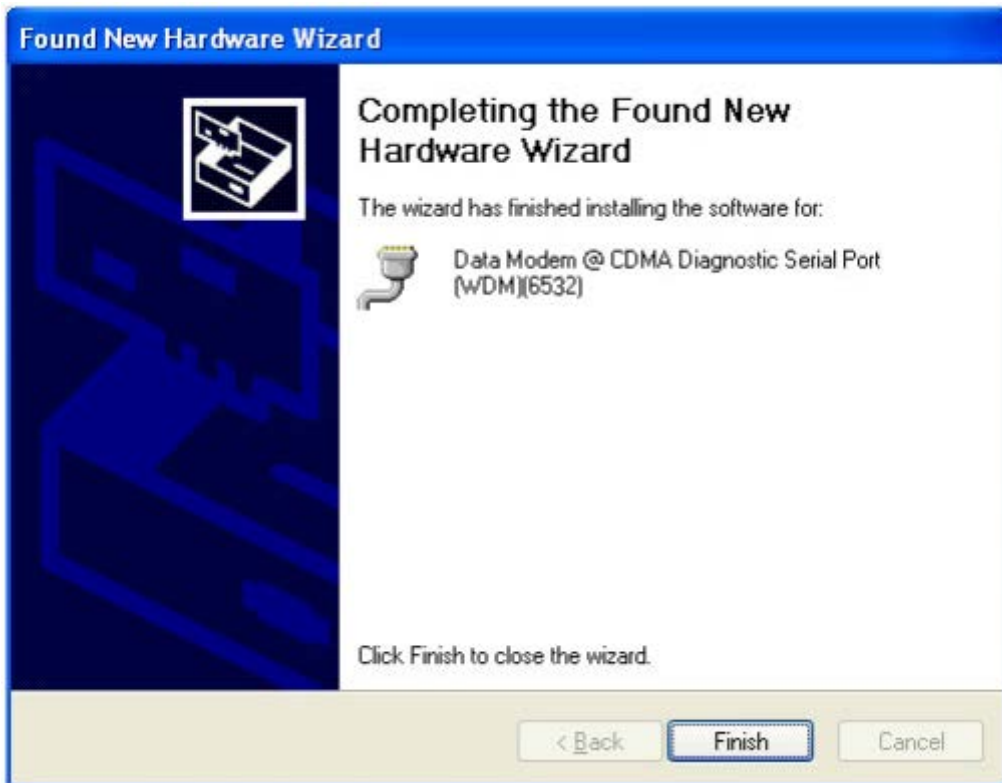 Found New Hardware Wizard
Completing the Found New
Hardware Wizard
The wizard has finished installing the software for:
Data Modem @ CDMA Diagnostic Serial Port
(WDM)(6532)
Click Finish to close the wizard.
< Back
Finish
Cancel